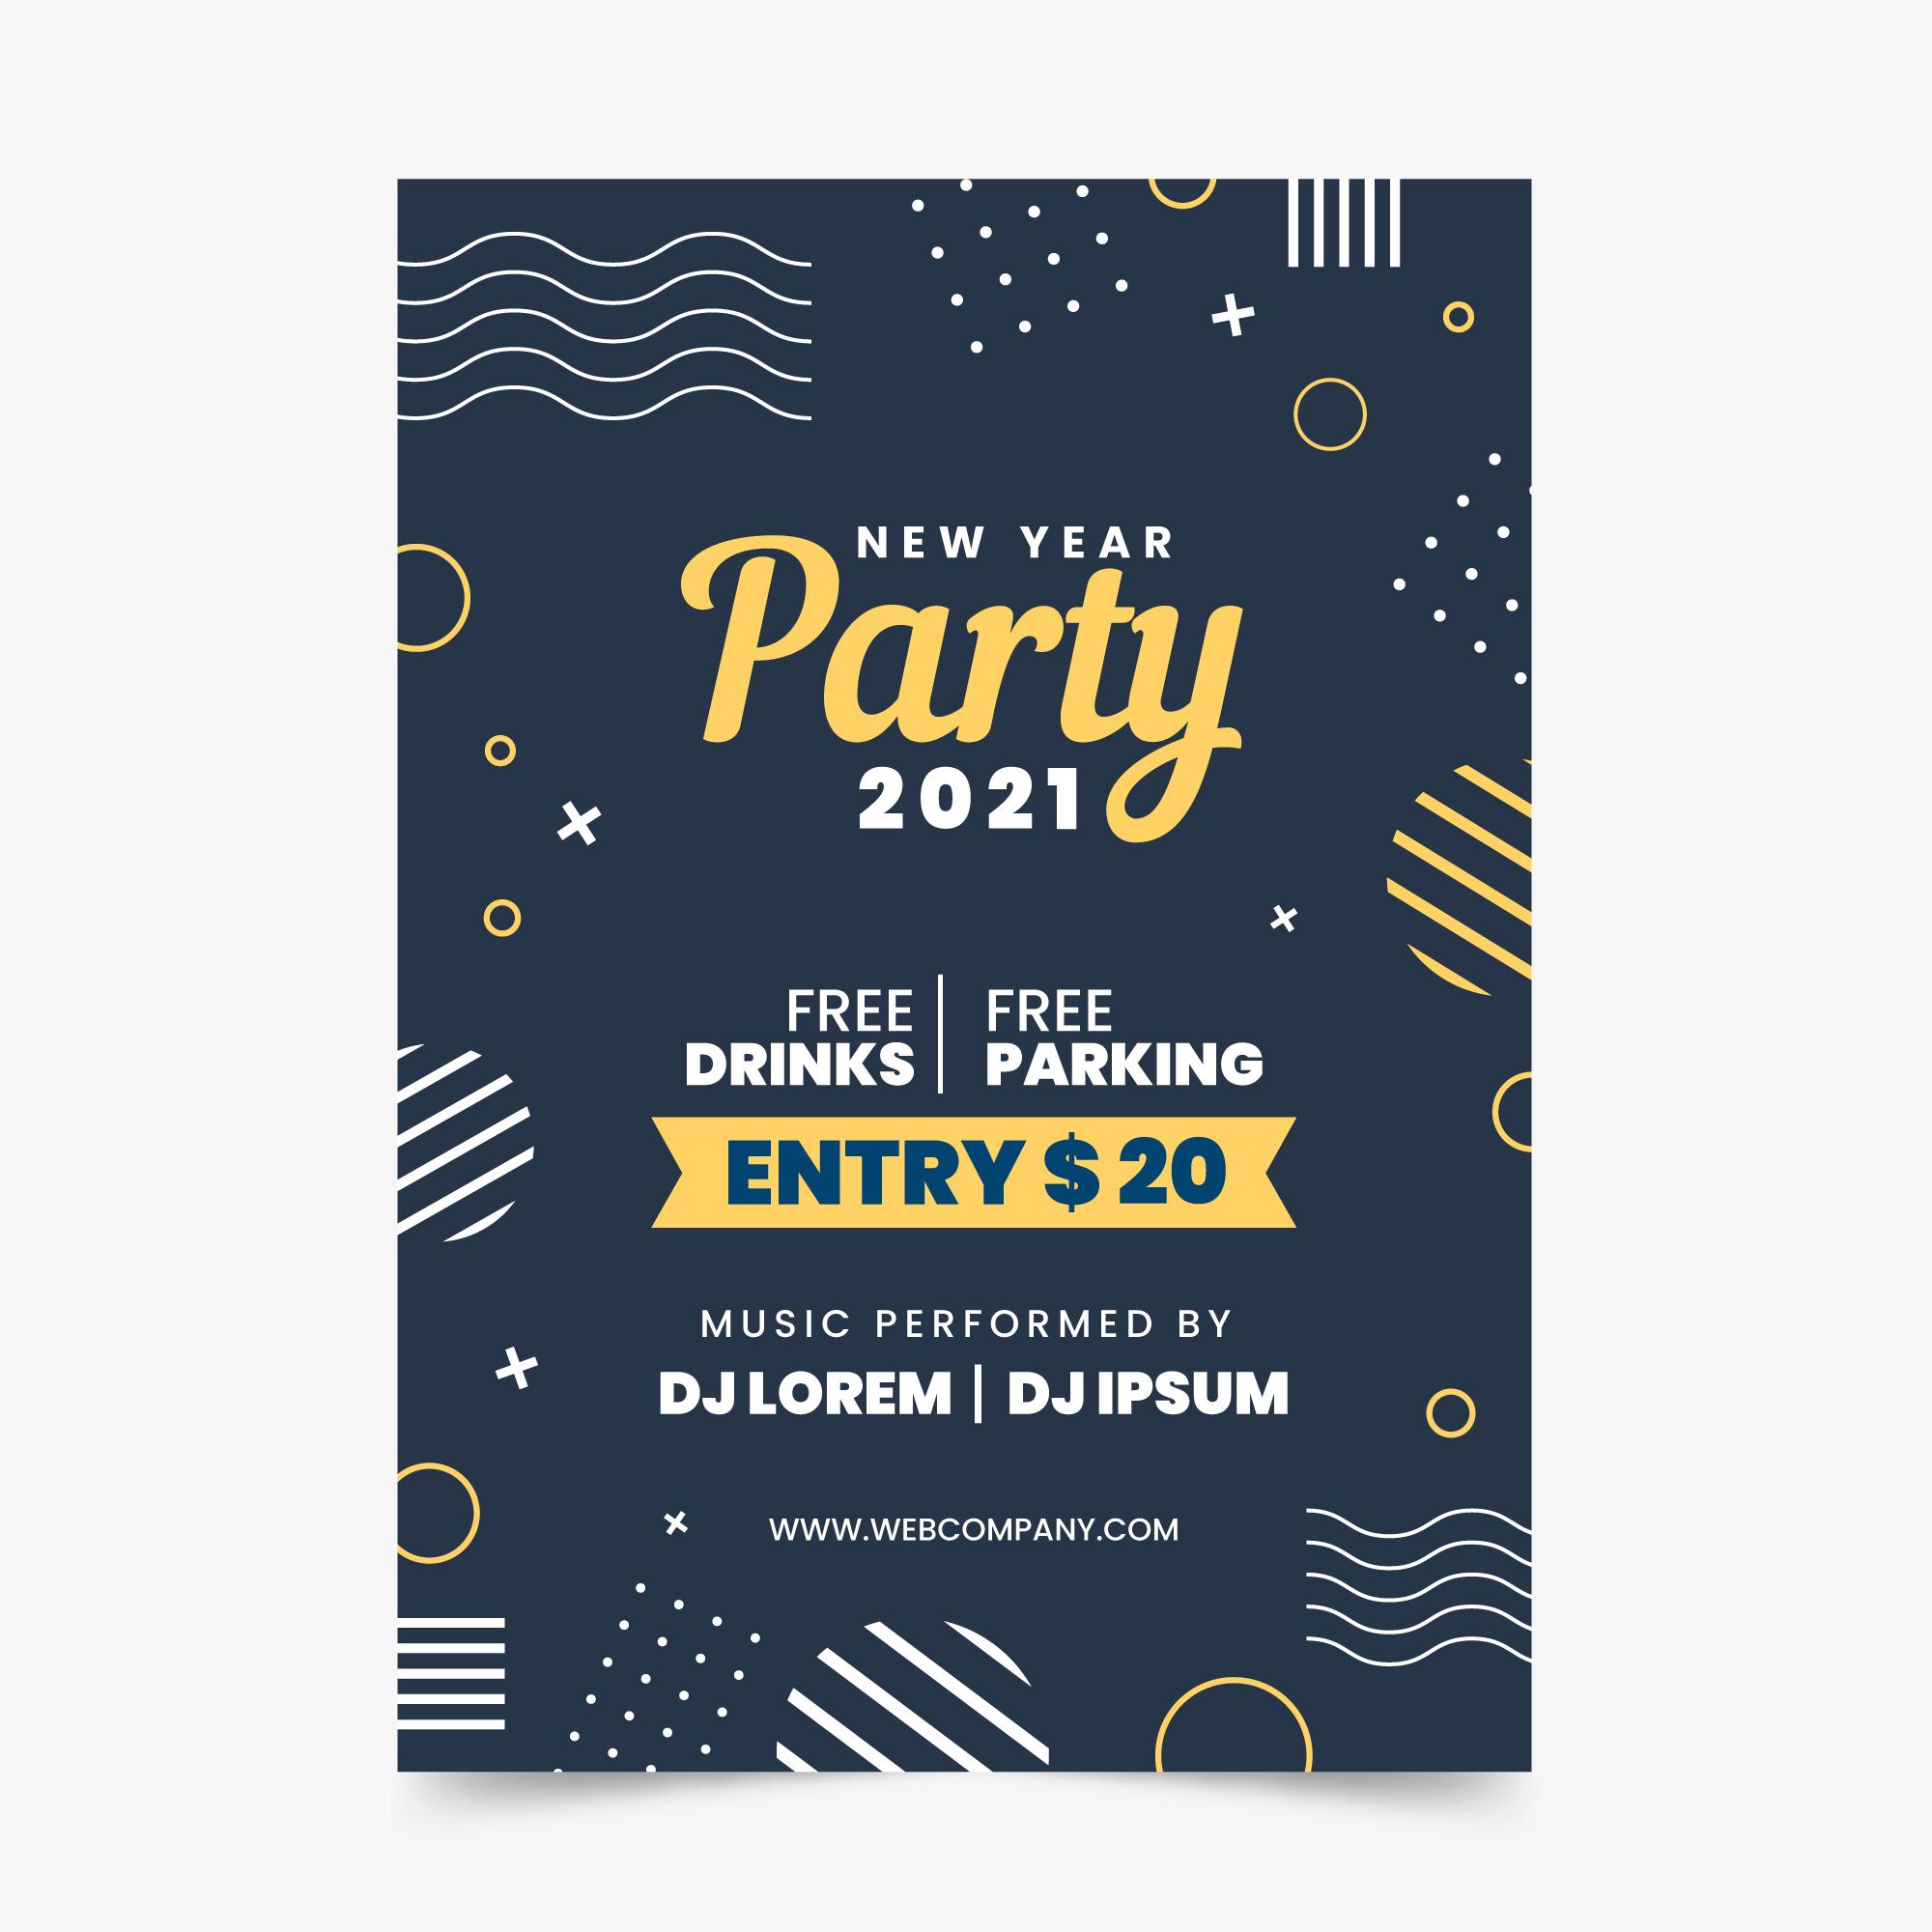 NEW YEAR
Party
2021
FREE DRINKS | FREE PARKING
ENTRY $ 20
MUSIC PERFORMED BY
DJ LOREM | DJ IPSUM
WWW.WEBCOMPANY.COM